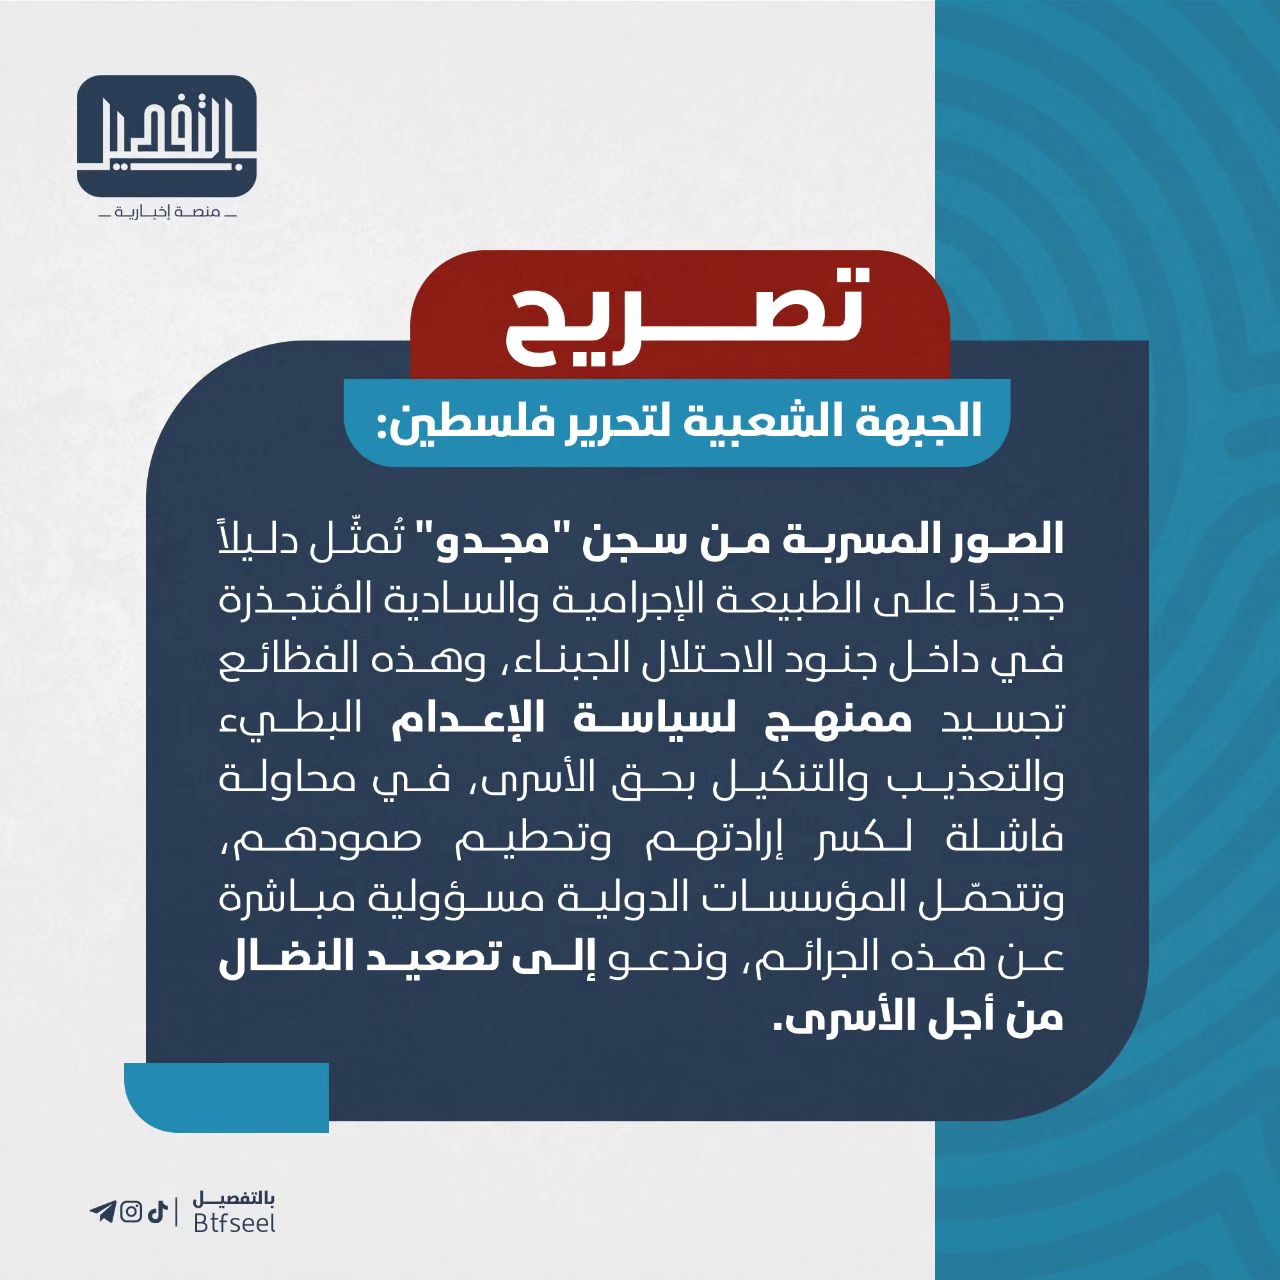 بالتفصيل
منصة إخبارية
تصريح
الجبهة الشعبية لتحرير فلسطين:
الصور المسربة من سجن "مجدو" تُمثّل دليلاً
جديدًا على الطبيعة الإجرامية والسادية المُتجذرة
في داخل جنود الاحتلال الجبناء، وهذه الفظائع
تجسيد ممنهج لسياسة الإعدام البطيء
والتعذيب والتنكيل بحق الأسرى، في محاولة
فاشلة لكسر إرادتهم وتحطيم صمودهم،
وتتحمّل المؤسسات الدولية مسؤولية مباشرة
عن هذه الجرائم، وندعو إلى تصعيد النضال
من أجل الأسرى.
بالتفصيل
Btfseel